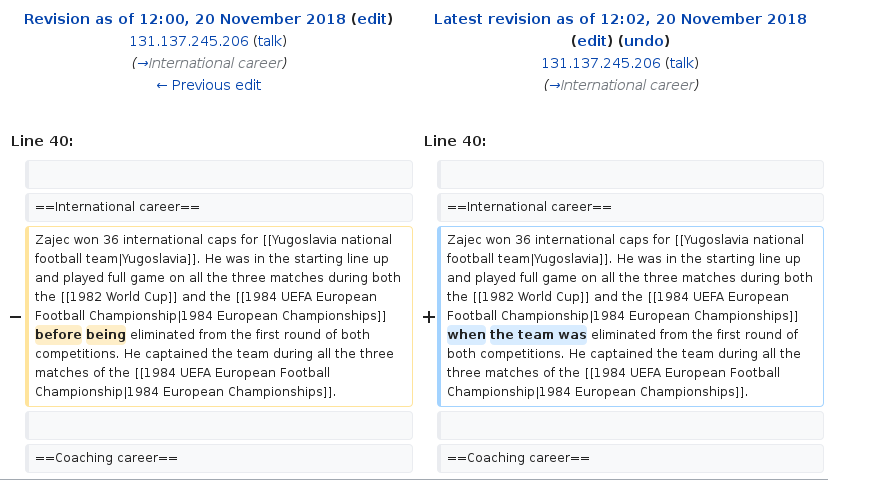 Revision as of 12:00, 20 November 2018 (edit)
131.137.245.206 (talk)
(→International career)
← Previous edit
Latest revision as of 12:02, 20 November 2018
(edit) (undo)
131.137.245.206 (talk)
(→International career)
Line 40:
Line 40:
==International career==
==International career==
−
Zajec won 36 international caps for [[Yugoslavia national
football team|Yugoslavia]]. He was in the starting line up
and played full game on all the three matches during both
the [[1982 World Cup]] and the [[1984 UEFA European
Football Championship|1984 European Championships]]
before being eliminated from the first round of both
competitions. He captained the team during all the three
matches of the [[1984 UEFA European Football
Championship|1984 European Championships]].
+
Zajec won 36 international caps for [[Yugoslavia national
football team|Yugoslavia]]. He was in the starting line up
and played full game on all the three matches during both
the [[1982 World Cup]] and the [[1984 UEFA European
Football Championship|1984 European Championships]]
when the team was eliminated from the first round of
both competitions. He captained the team during all the
three matches of the [[1984 UEFA European Football
Championship|1984 European Championships]].
==Coaching career==
==Coaching career==